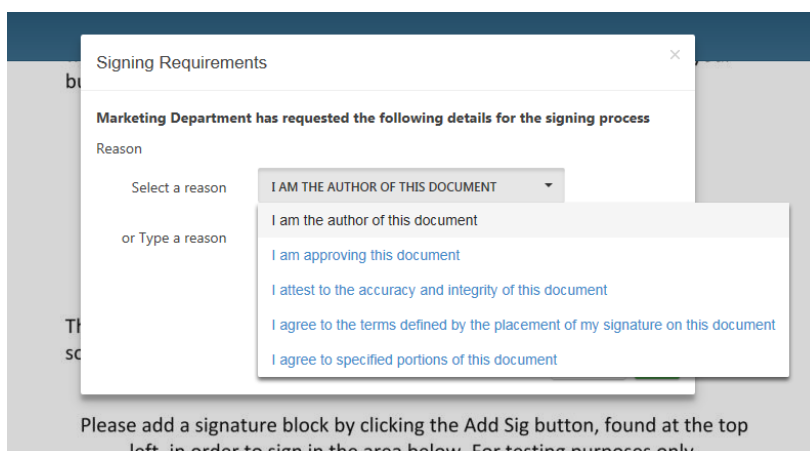 Signing Requirements
×
bu
Marketing Department has requested the following details for the signing process
Reason
Select a reason
I AM THE AUTHOR OF THIS DOCUMENT
I am the author of this document
or Type a reason
I am approving this document
I attest to the accuracy and integrity of this document
I agree to the terms defined by the placement of my signature on this document
I agree to specified portions of this document
Th
sc
Please add a signature block by clicking the Add Sig button, found at the top
left, in order to sign in the area below. For testing purposes only